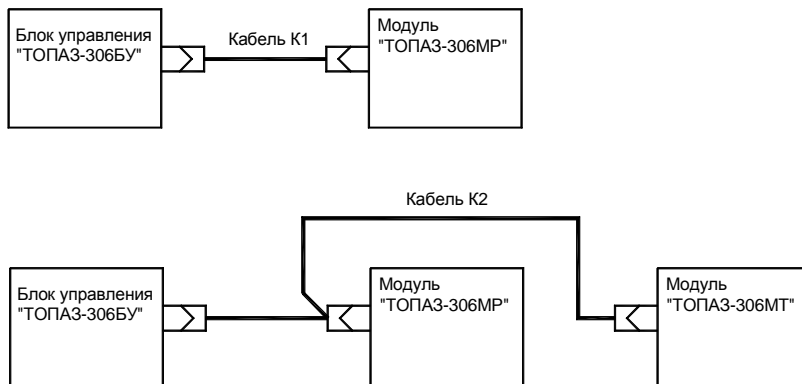 Блок управления
"ТОПАЗ-306БУ"
Кабель К1
Модуль
"ТОПАЗ-306МР"
Кабель К2
Блок управления
"ТОПАЗ-306БУ"
Модуль
"ТОПАЗ-306МР"
Модуль
"ТОПАЗ-306МТ"